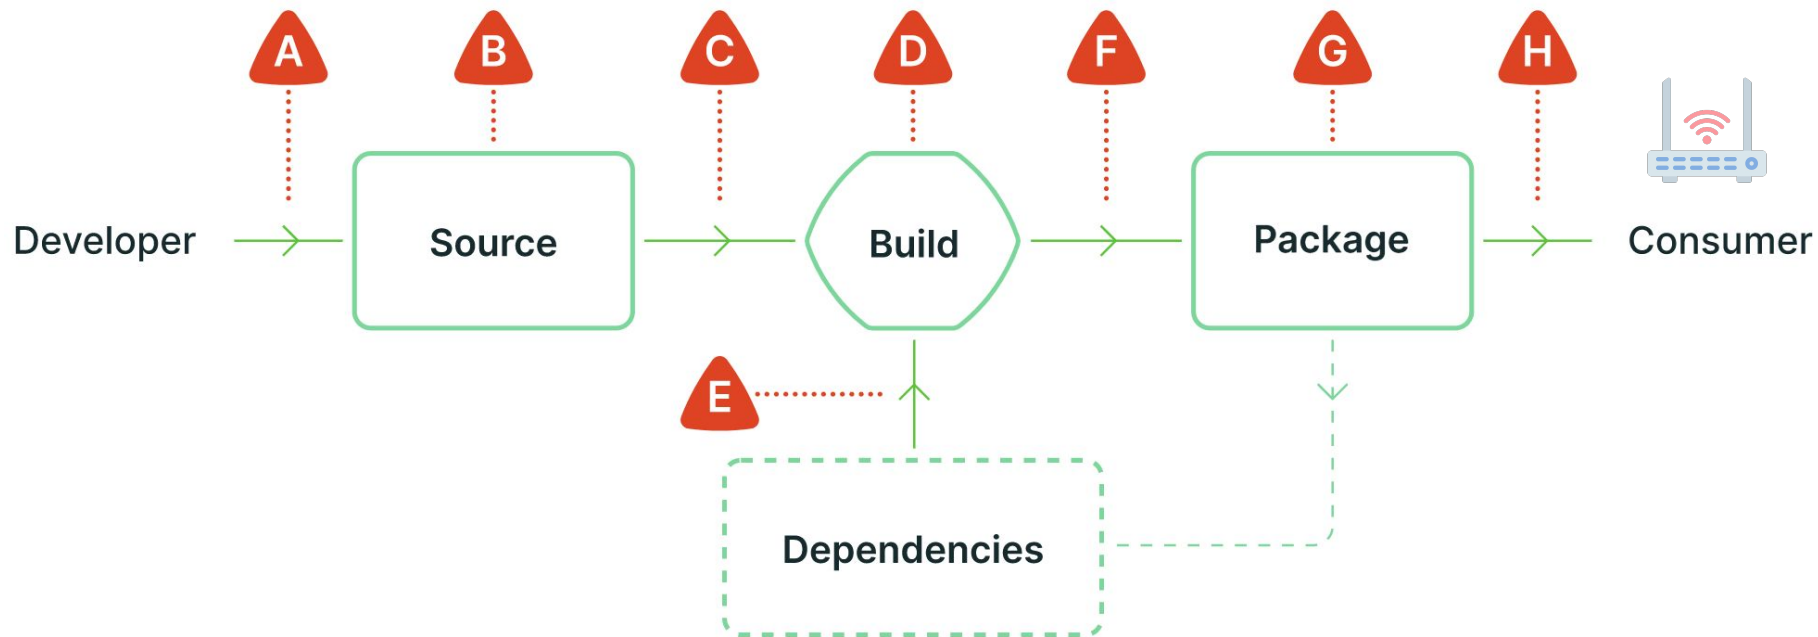 A
B
C
D
F
G
H
Developer
Source
Build
Package
Consumer
E
Dependencies